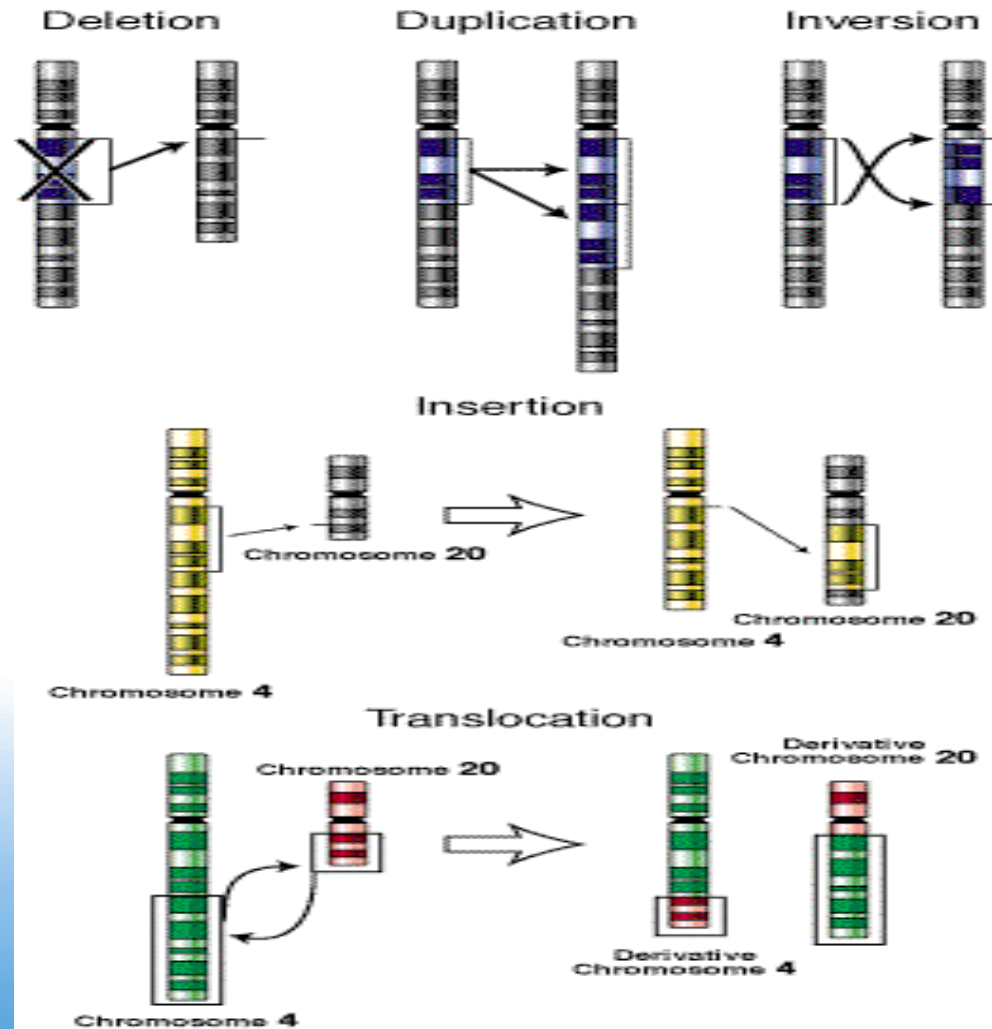 Deletion
Duplication
Inversion
Insertion
Chromosome 20
Chromosome 20
Chromosome 4
Chromosome 4
Translocation
Derivative
Chromosome 20
Chromosome 20
Derivative
Chromosome 4
Chromosome 4